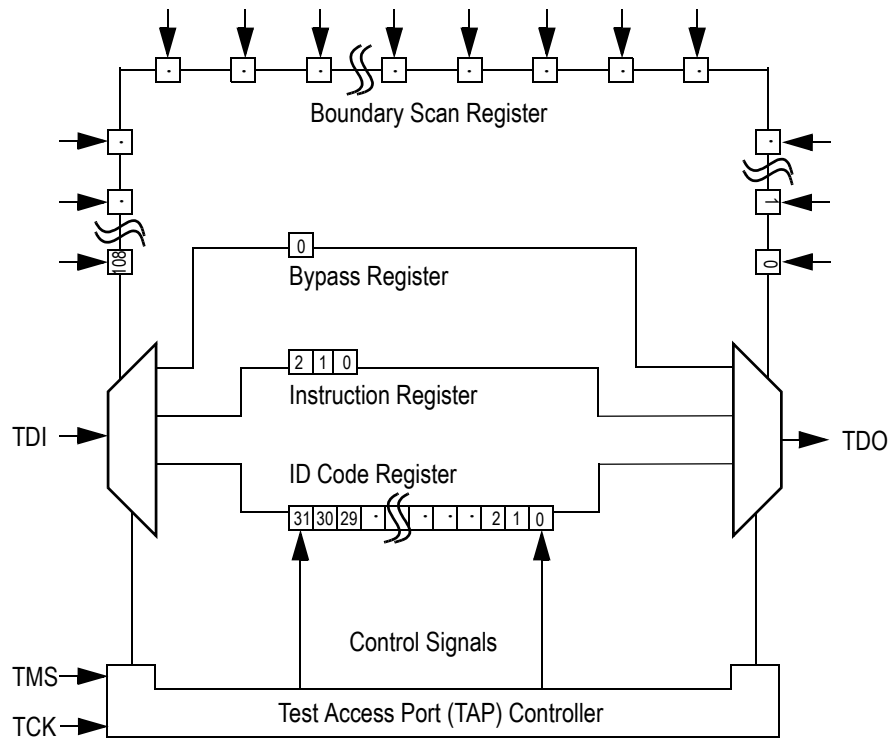 · · · · · · · ·
Boundary Scan Register
· ·
· 1
108 0
0
Bypass Register
2 1 0
Instruction Register
TDI TDO
ID Code Register
31 30 29 · · · · 2 1 0
Control Signals
TMS
Test Access Port (TAP) Controller
TCK